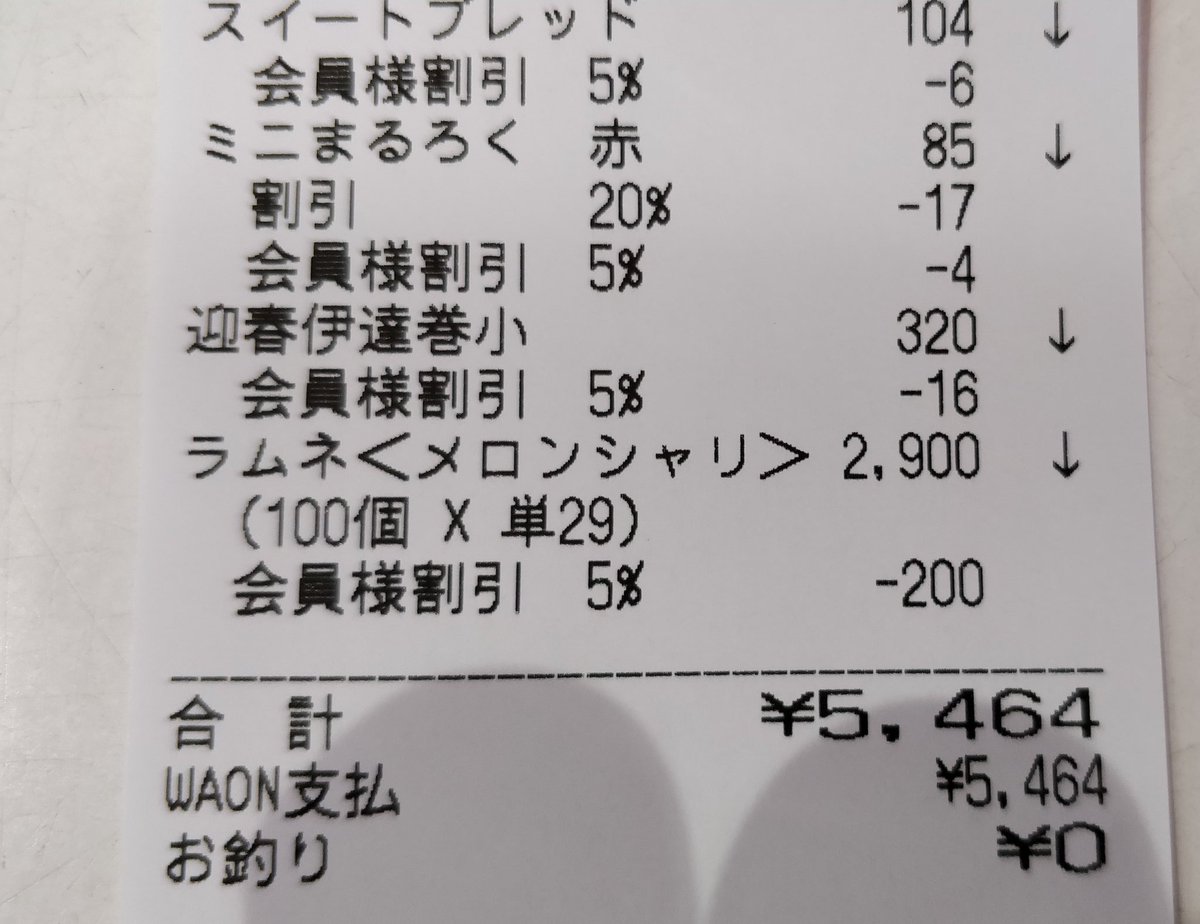 スイートブレッド 104 ↓
会員様割引 5% -6
ミニまるろく 赤 85 ↓
割引 20% -17
会員様割引 5% -4
迎春伊達巻小 320 ↓
会員様割引 5% -16
ラムネ<メロンシャリ> 2,900 ↓
(100個 X 単29)
会員様割引 5% -200
合 計 ¥5,464
WAON支払 ¥5,464
お釣り ¥0